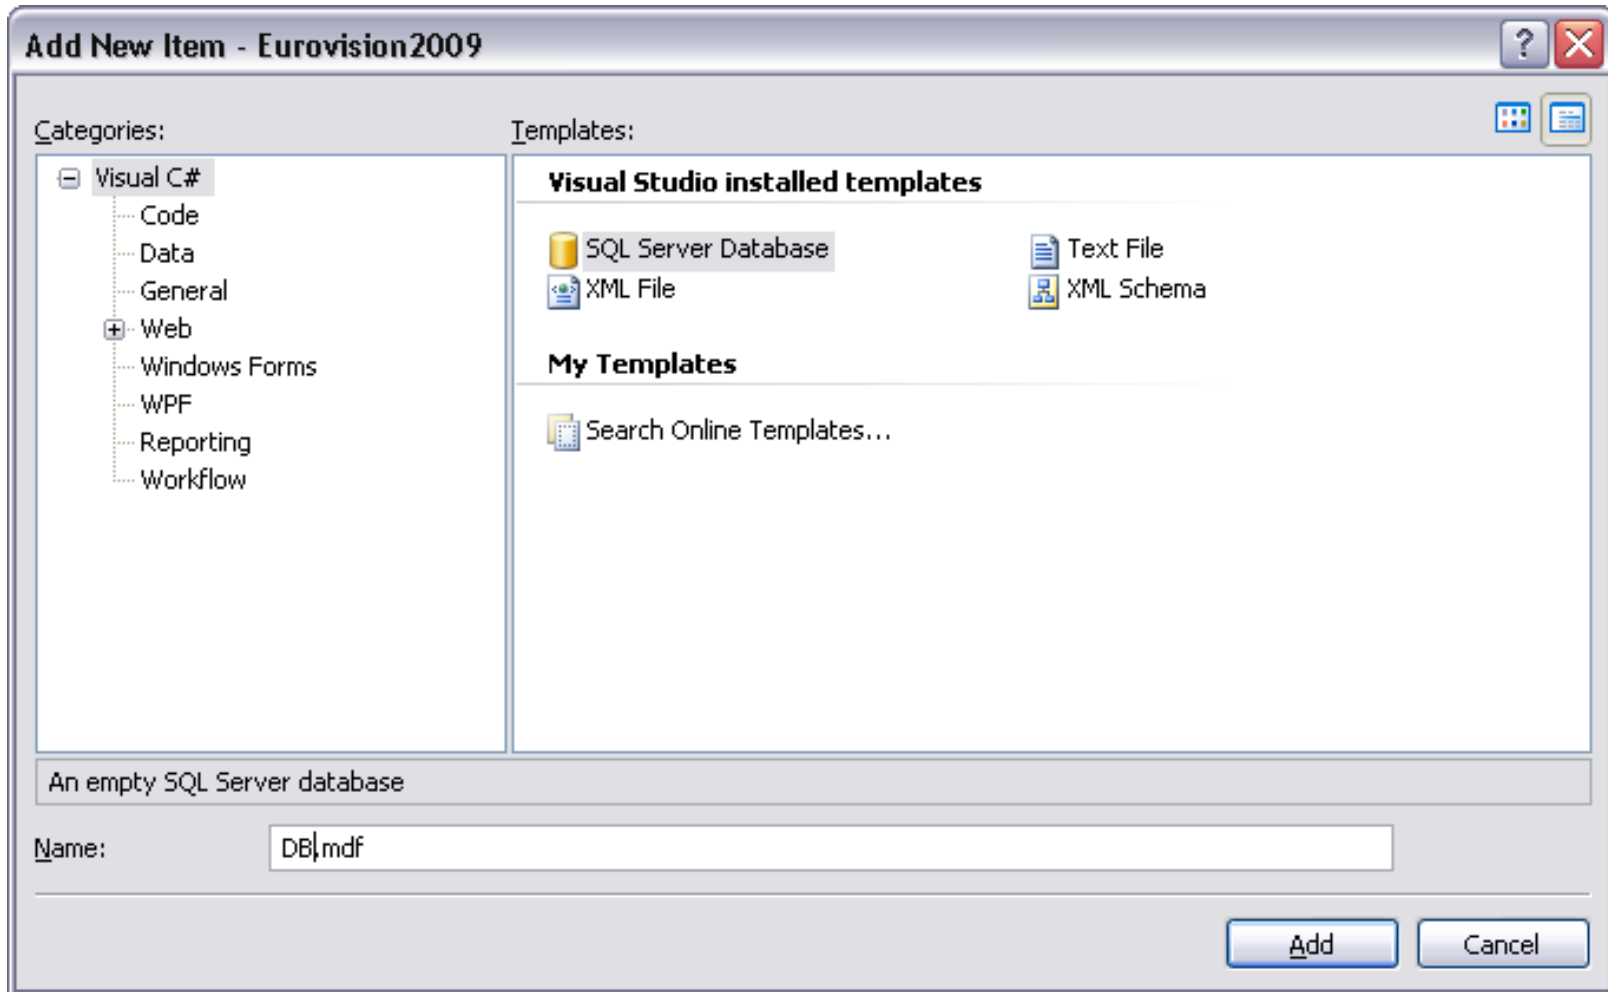 Add New Item - Eurovision2009
Categories:
Templates:
Visual C#
Code
Data
General
Web
Windows Forms
WPF
Reporting
Workflow
Visual Studio installed templates
SQL Server Database
Text File
XML File
XML Schema
My Templates
Search Online Templates...
An empty SQL Server database
Name:
DB.mdf
Add
Cancel